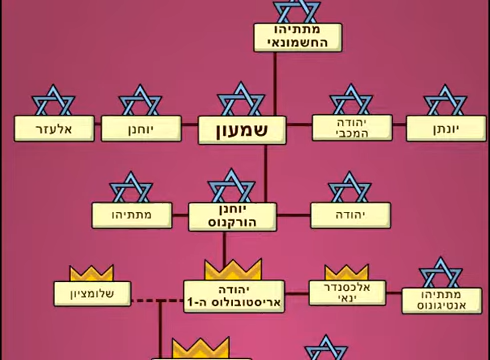 מתתיהו
החשמונאי
יונתן
יהודה
המכבי
שמעון
יוחנן
אלעזר
יהודה
יוחנן
הורקנוס
מתתיהו
מתתיהו
אנטיגונוס
אלכסנדר
ינאי
יהודה
אריסטובולוס ה-1
שלומציון